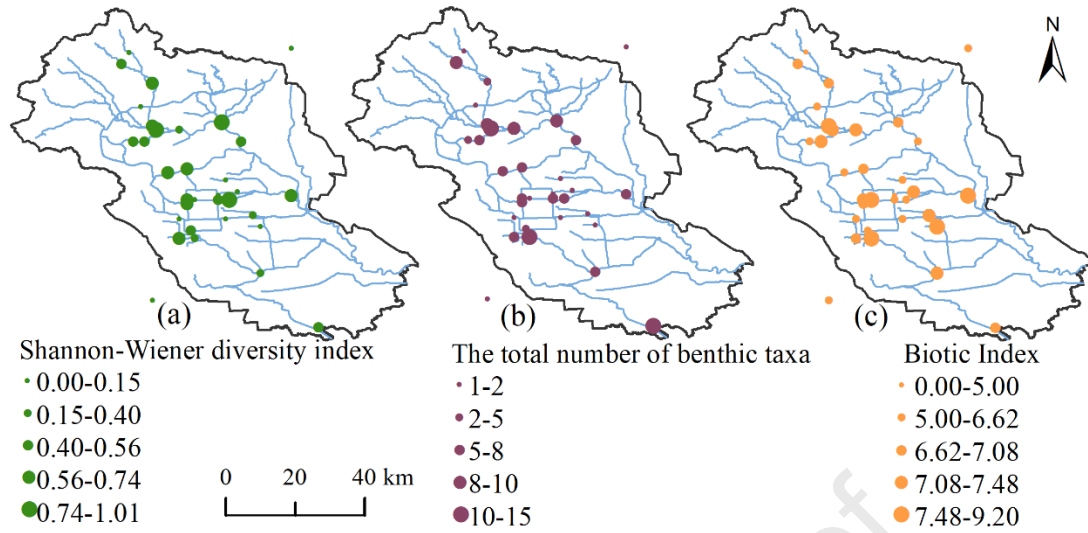 N
(a)
(b)
(c)
Shannon-Wiener diversity index
0.00-0.15
0.15-0.40
0.40-0.56
0.56-0.74
0.74-1.01
0 20 40 km
The total number of benthic taxa
1-2
2-5
5-8
8-10
10-15
Biotic Index
0.00-5.00
5.00-6.62
6.62-7.08
7.08-7.48
7.48-9.20